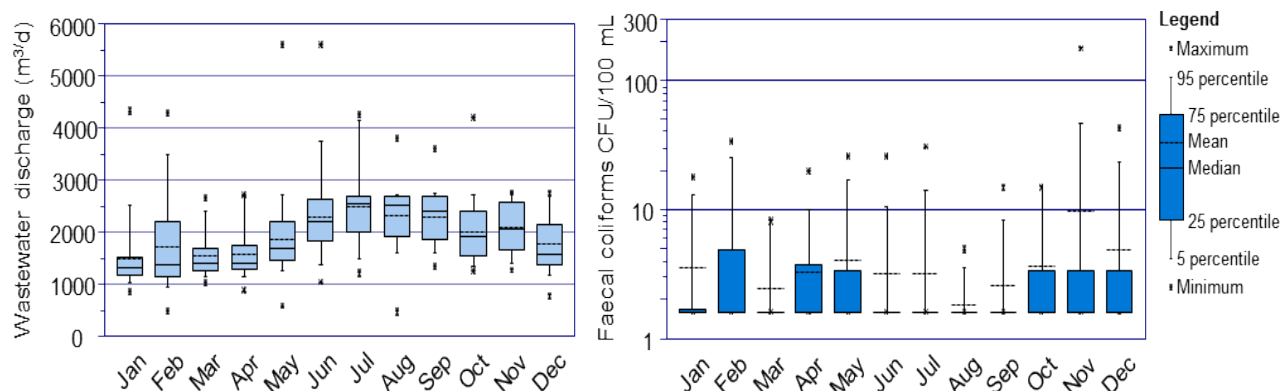 Wastewater discharge (m³/d)
6000
5000
4000
3000
2000
1000
0
Jan Feb Mar Apr May Jun Jul Aug Sep Oct Nov Dec
Faecal coliforms CFU/100 mL
300
100
10
1
Jan Feb Mar Apr May Jun Jul Aug Sep Oct Nov Dec
Legend
Maximum
95 percentile
75 percentile
Mean
Median
25 percentile
5 percentile
Minimum